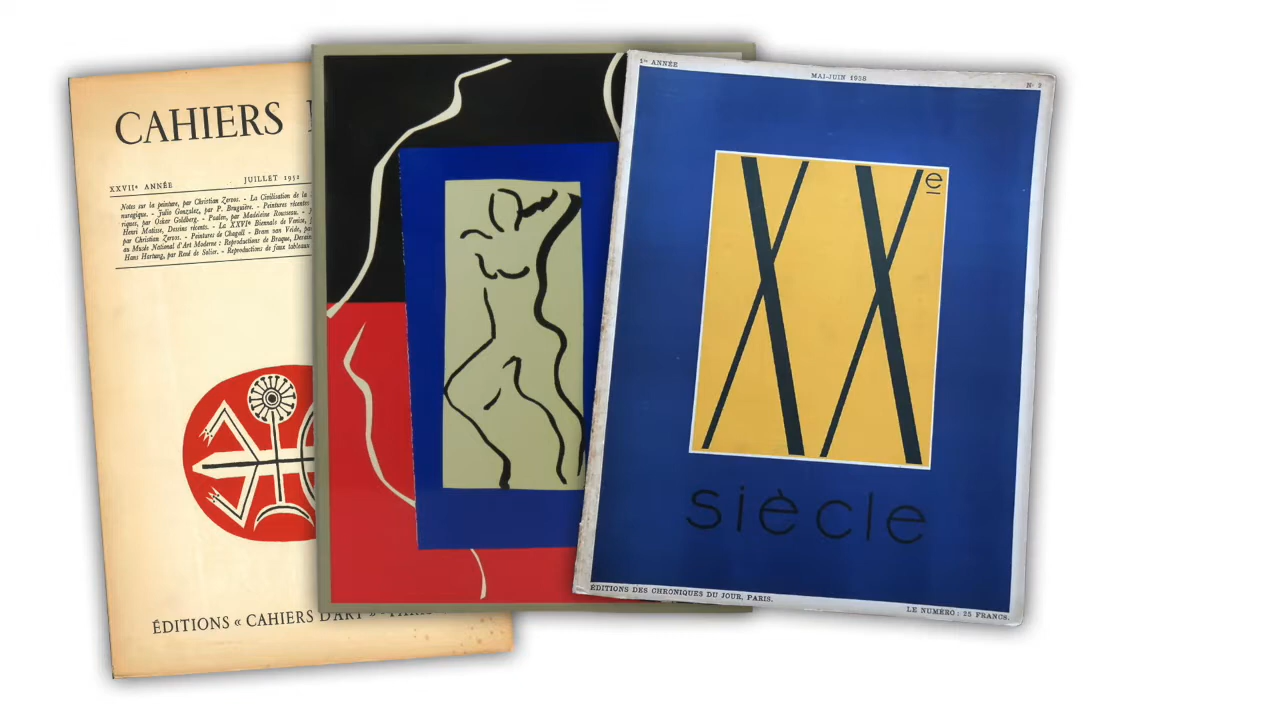 CAHIERS
XXVIIᵉ ANNÉE
JUILLET 1952
Notes sur la peinture, par Christian Zervos. - La Civilisation de la
nuragique. - Julio Gonzalez, par P. Bruguière. - Peintures récentes
riques, par Oskar Goldberg. - Psaler, par Madeleine Rousseau. -
Henri Matisse, Dessins récents. - La XXVIᵉ Biennale de Venise,
par Christian Zervos. - Peintures de Chagall - Bram van Velde,
au Musée National d'Art Moderne : Reproductions de Braque,
Hans Hartung, par René de Solier. - Reproductions de faux tableaux
ÉDITIONS « CAHIERS D'ART » - PARIS
1ʳᵉ ANNÉE
MAI-JUIN 1938
XXe
siècle
ÉDITIONS DES CHRONIQUES DU JOUR, PARIS.
LE NUMÉRO : 25 FRANCS.